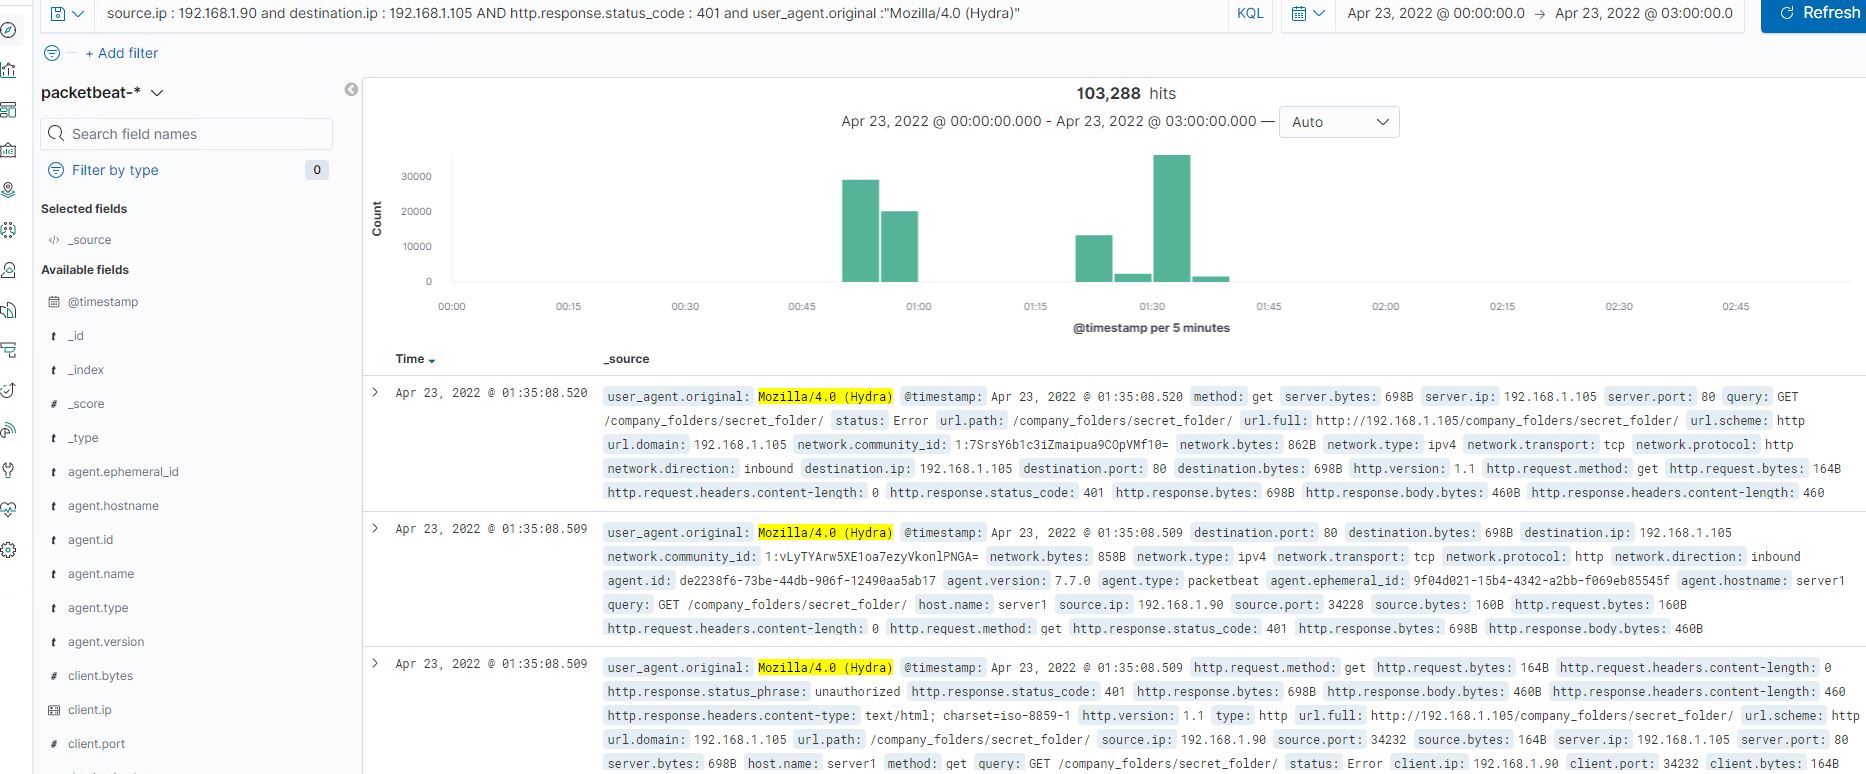 source.ip : 192.168.1.90 and destination.ip : 192.168.1.105 AND http.response.status_code : 401 and user_agent.original :"Mozilla/4.0 (Hydra)"
KQL
Apr 23, 2022 @ 00:00:00.0 → Apr 23, 2022 @ 03:00:00.0
Refresh
+ Add filter
packetbeat-*
Search field names
Filter by type 0
Selected fields
</> _source
Available fields
@timestamp
t _id
t _index
# _score
t _type
t agent.ephemeral_id
t agent.hostname
t agent.id
t agent.name
t agent.type
t agent.version
# client.bytes
client.ip
# client.port
103,288 hits
Apr 23, 2022 @ 00:00:00.000 - Apr 23, 2022 @ 03:00:00.000 — Auto
Count
30000
20000
10000
0
00:00 00:15 00:30 00:45 01:00 01:15 01:30 01:45 02:00 02:15 02:30 02:45
@timestamp per 5 minutes
Time _source
Apr 23, 2022 @ 01:35:08.520
user_agent.original: Mozilla/4.0 (Hydra) @timestamp: Apr 23, 2022 @ 01:35:08.520 method: get server.bytes: 698B server.ip: 192.168.1.105 server.port: 80 query: GET
/company_folders/secret_folder/ status: Error url.path: /company_folders/secret_folder/ url.full: http://192.168.1.105/company_folders/secret_folder/ url.scheme: http
url.domain: 192.168.1.105 network.community_id: 1:7SrsY6b1c3iZmaipua9COpVMf10= network.bytes: 862B network.type: ipv4 network.transport: tcp network.protocol: http
network.direction: inbound destination.ip: 192.168.1.105 destination.port: 80 destination.bytes: 698B http.version: 1.1 http.request.method: get http.request.bytes: 164B
http.request.headers.content-length: 0 http.response.status_code: 401 http.response.bytes: 698B http.response.body.bytes: 460B http.response.headers.content-length: 460
Apr 23, 2022 @ 01:35:08.509
user_agent.original: Mozilla/4.0 (Hydra) @timestamp: Apr 23, 2022 @ 01:35:08.509 destination.port: 80 destination.bytes: 698B destination.ip: 192.168.1.105
network.community_id: 1:vLyTYArw5XE1oa7ezyVkonlPNGA= network.bytes: 858B network.type: ipv4 network.transport: tcp network.protocol: http network.direction: inbound
agent.id: de2238f6-73be-44db-906f-12490aa5ab17 agent.version: 7.7.0 agent.type: packetbeat agent.ephemeral_id: 9f04d021-15b4-4342-a2bb-f069eb85545f agent.hostname: server1
query: GET /company_folders/secret_folder/ host.name: server1 source.ip: 192.168.1.90 source.port: 34228 source.bytes: 160B http.request.bytes: 160B
http.request.headers.content-length: 0 http.request.method: get http.response.status_code: 401 http.response.bytes: 698B http.response.body.bytes: 460B
Apr 23, 2022 @ 01:35:08.509
user_agent.original: Mozilla/4.0 (Hydra) @timestamp: Apr 23, 2022 @ 01:35:08.509 http.request.method: get http.request.bytes: 164B http.request.headers.content-length: 0
http.response.status_phrase: unauthorized http.response.status_code: 401 http.response.bytes: 698B http.response.body.bytes: 460B http.response.headers.content-length: 460
http.response.headers.content-type: text/html; charset=iso-8859-1 http.version: 1.1 type: http url.full: http://192.168.1.105/company_folders/secret_folder/ url.scheme: http
url.domain: 192.168.1.105 url.path: /company_folders/secret_folder/ source.ip: 192.168.1.90 source.port: 34232 source.bytes: 164B server.ip: 192.168.1.105 server.port: 80
server.bytes: 698B host.name: server1 method: get query: GET /company_folders/secret_folder/ status: Error client.ip: 192.168.1.90 client.port: 34232 client.bytes: 164B